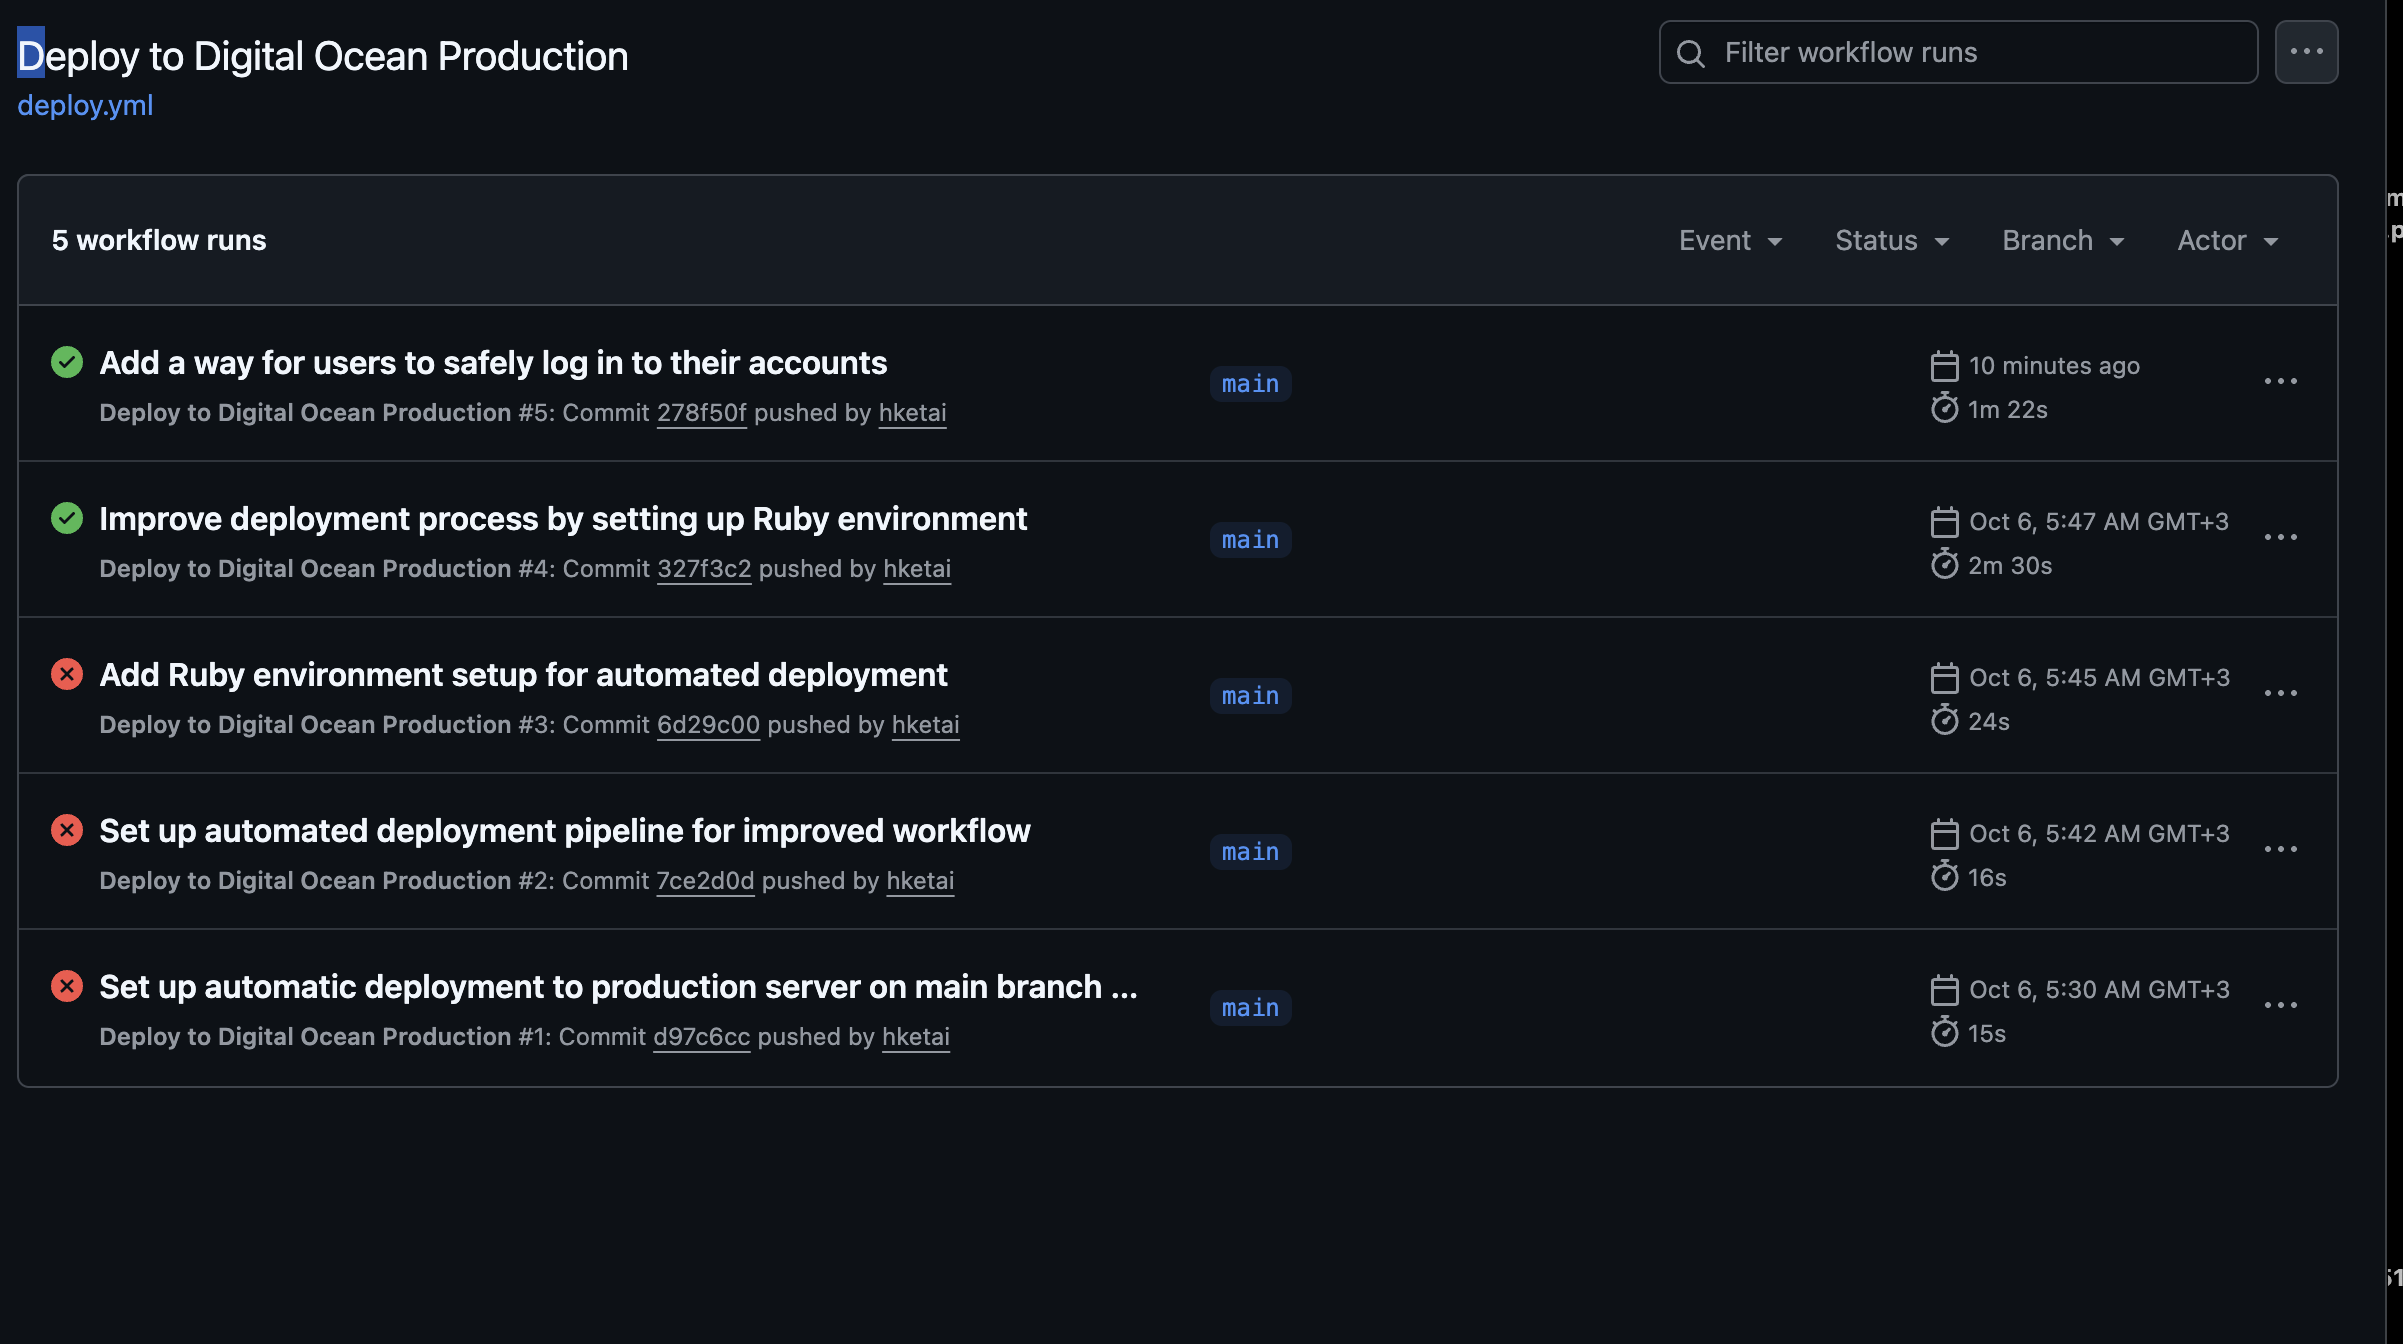 Deploy to Digital Ocean Production
Filter workflow runs
deploy.yml
5 workflow runs
Event
Status
Branch
Actor
Add a way for users to safely log in to their accounts
Deploy to Digital Ocean Production #5: Commit 278f50f pushed by hketai
main
10 minutes ago
1m 22s
Improve deployment process by setting up Ruby environment
Deploy to Digital Ocean Production #4: Commit 327f3c2 pushed by hketai
main
Oct 6, 5:47 AM GMT+3
2m 30s
Add Ruby environment setup for automated deployment
Deploy to Digital Ocean Production #3: Commit 6d29c00 pushed by hketai
main
Oct 6, 5:45 AM GMT+3
24s
Set up automated deployment pipeline for improved workflow
Deploy to Digital Ocean Production #2: Commit 7ce2d0d pushed by hketai
main
Oct 6, 5:42 AM GMT+3
16s
Set up automatic deployment to production server on main branch ...
Deploy to Digital Ocean Production #1: Commit d97c6cc pushed by hketai
main
Oct 6, 5:30 AM GMT+3
15s